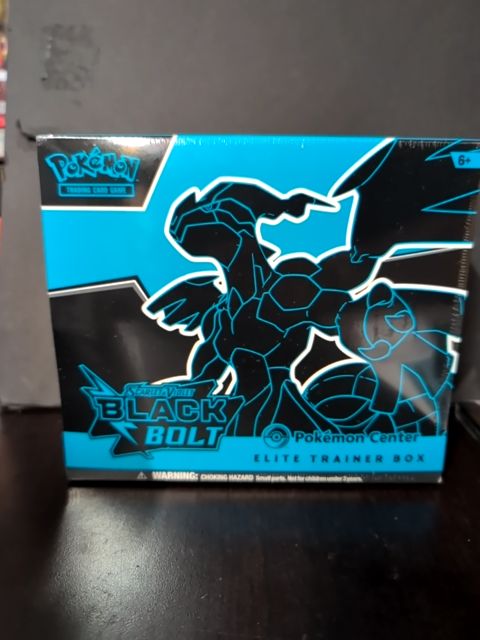 POKéMON
TRADING CARD GAME
6+
SCARLET & VIOLET
BLACK
BOLT
Pokémon Center
ELITE TRAINER BOX
WARNING: CHOKING HAZARD Small parts. Not for children under 3 years.